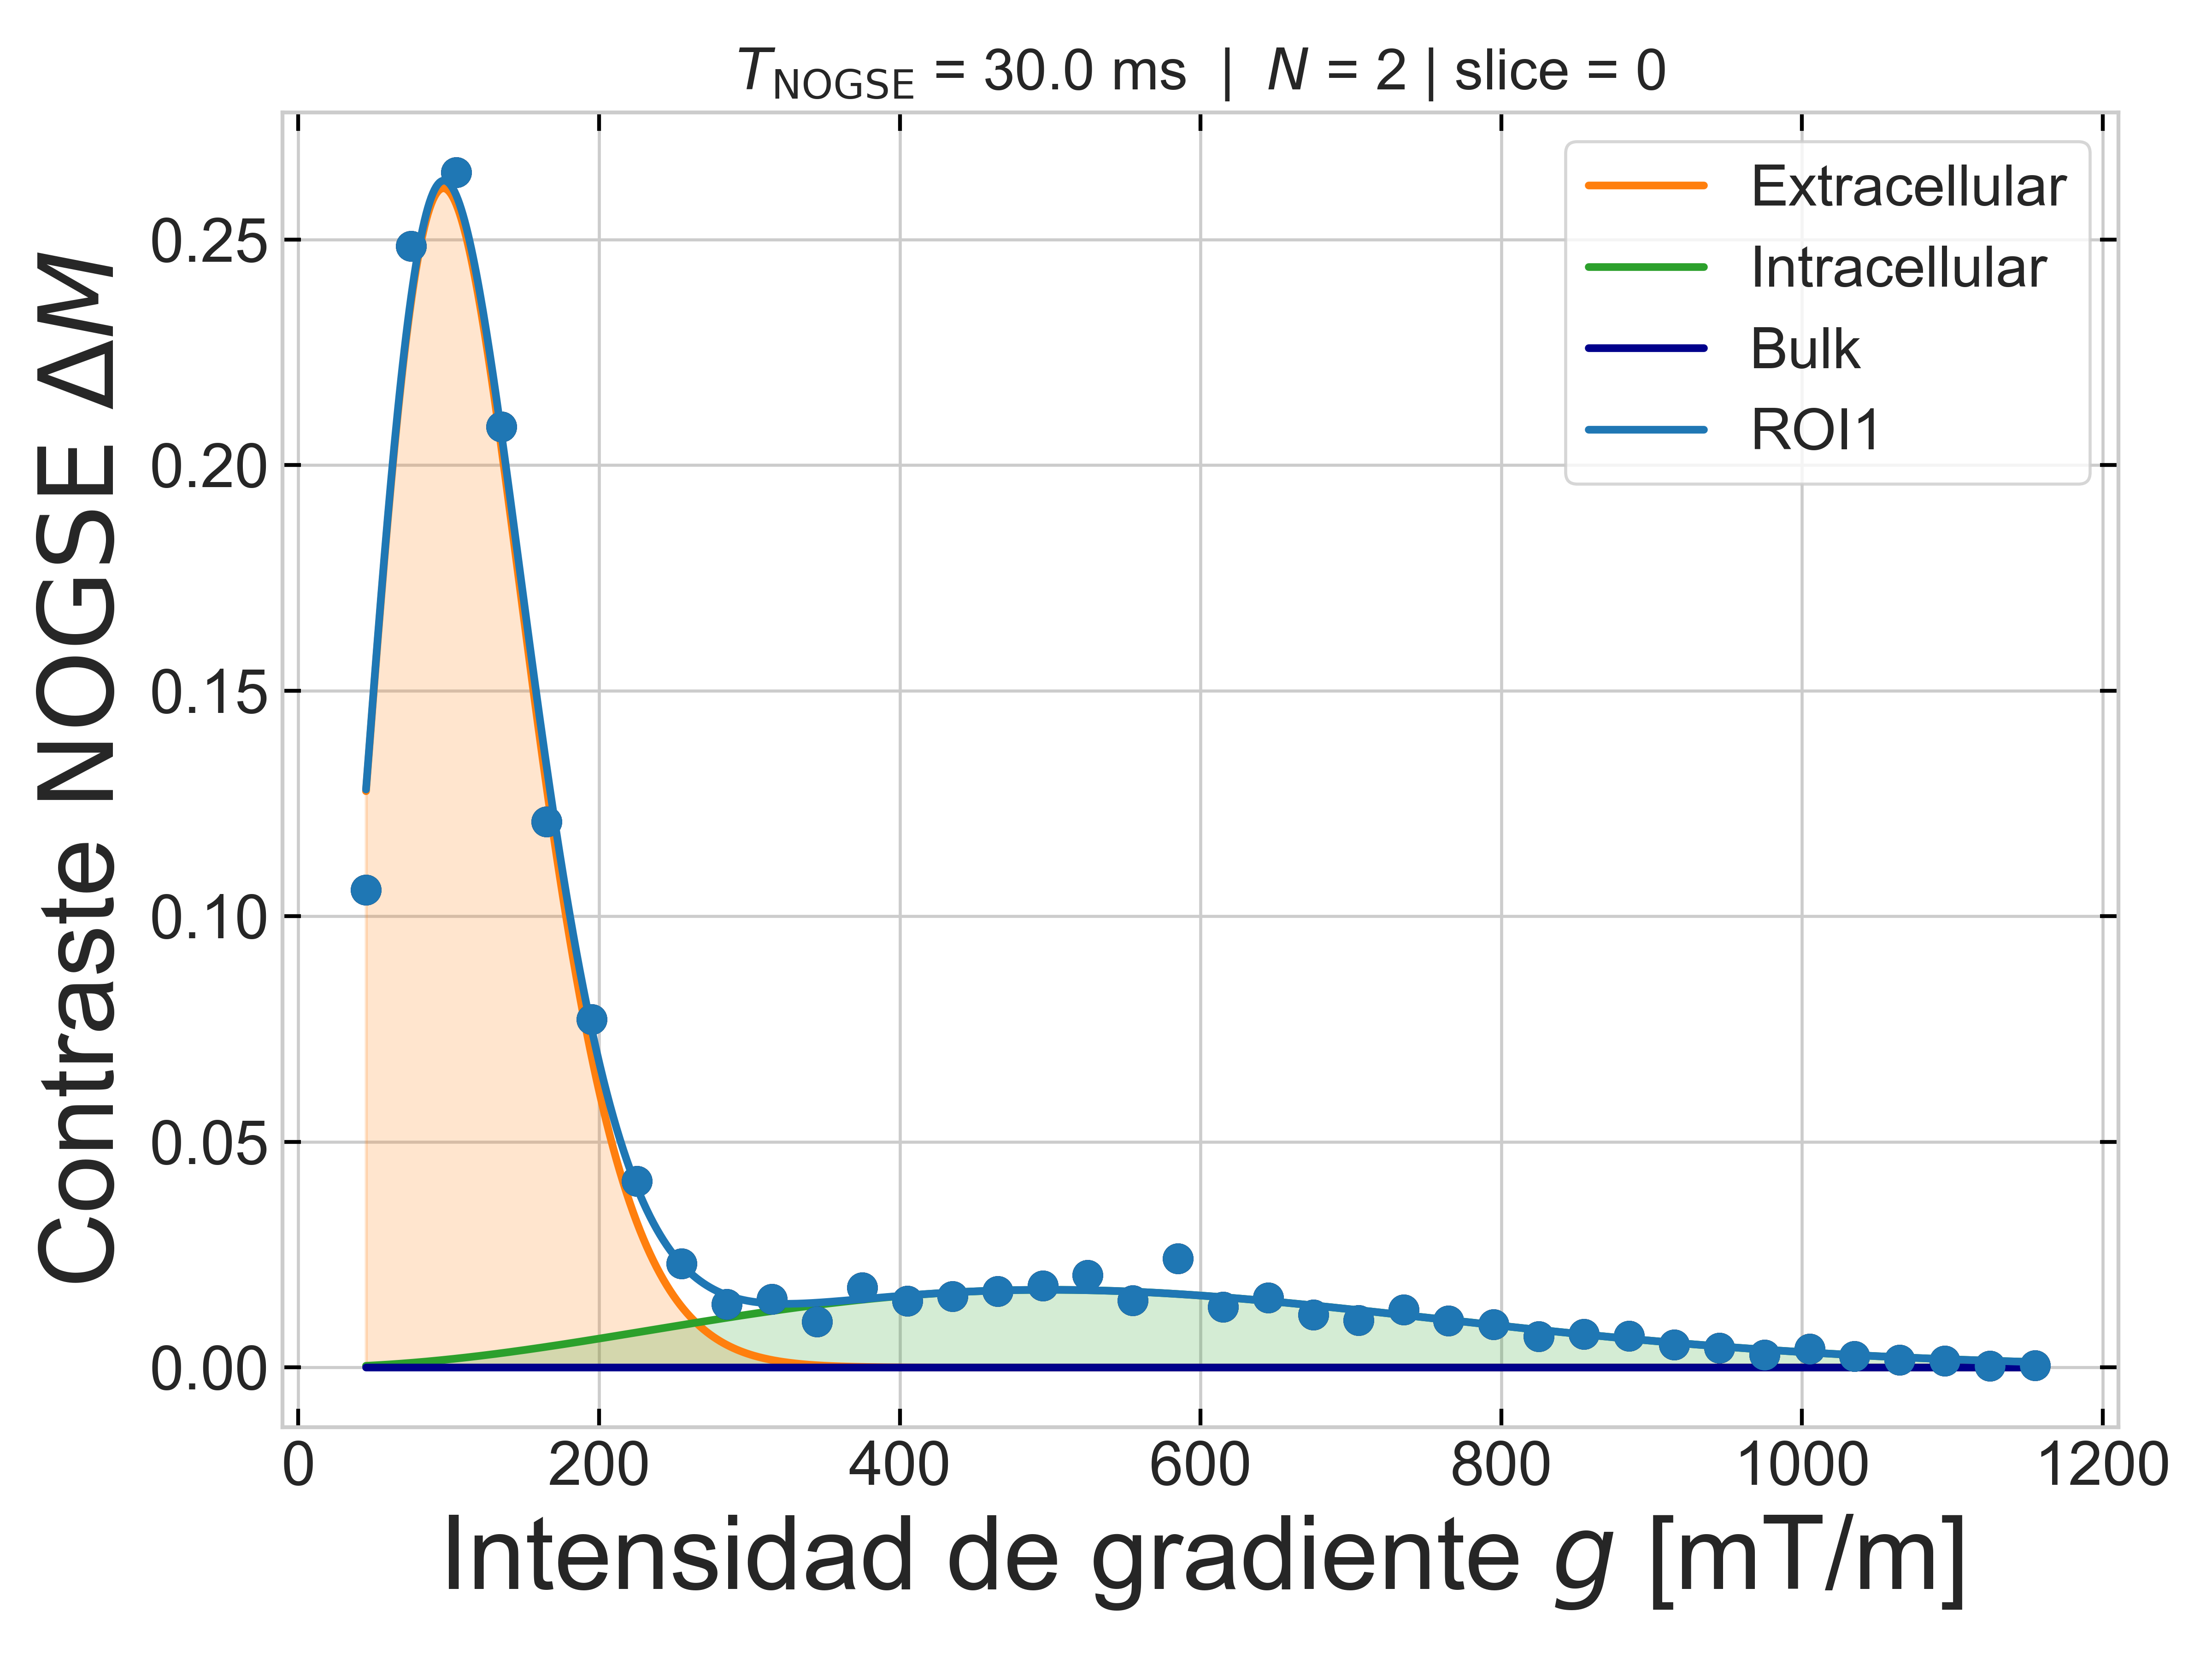 T_NOGSE = 30.0 ms | N = 2 | slice = 0
Contraste NOGSE ΔM
0.25
0.20
0.15
0.10
0.05
0.00
Extracellular
Intracellular
Bulk
ROI1
0 200 400 600 800 1000 1200
Intensidad de gradiente g [mT/m]